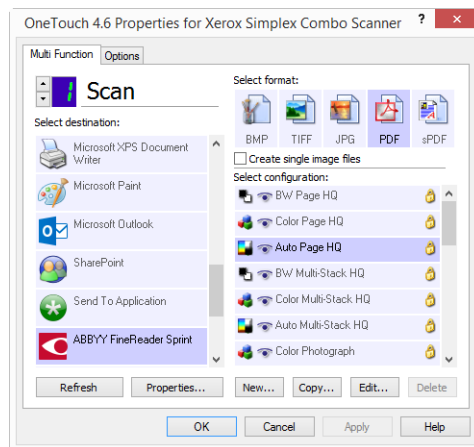 OneTouch 4.6 Properties for Xerox Simplex Combo Scanner ? ×
Multi Function Options
1 Scan
Select destination:
Microsoft XPS Document
Writer
Microsoft Paint
Microsoft Outlook
SharePoint
Send To Application
ABBYY FineReader Sprint
Select format:
BMP TIFF JPG PDF sPDF
Create single image files
Select configuration:
BW Page HQ
Color Page HQ
Auto Page HQ
BW Multi-Stack HQ
Color Multi-Stack HQ
Auto Multi-Stack HQ
Color Photograph
Refresh Properties... New... Copy... Edit... Delete
OK Cancel Apply Help